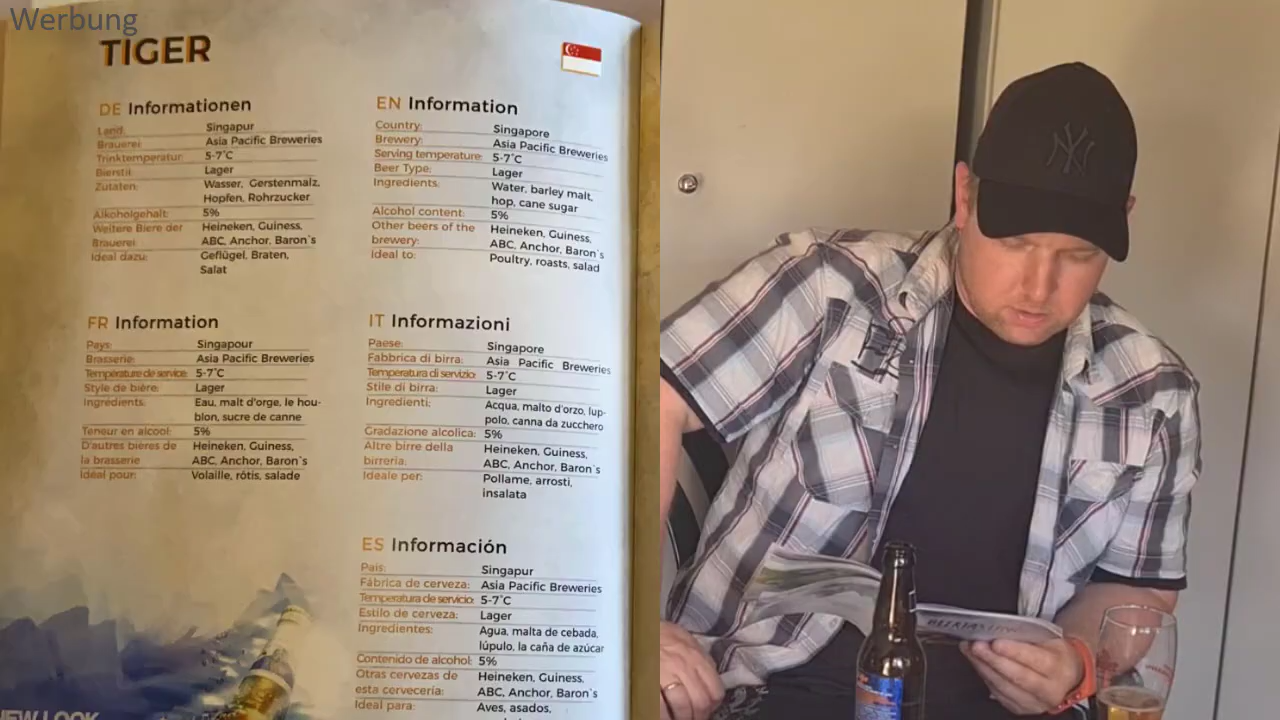 Werbung
TIGER
DE Informationen
Land: Singapur
Brauerei: Asia Pacific Breweries
Trinktemperatur: 5-7°C
Bierstil: Lager
Zutaten: Wasser, Gerstenmalz,
Hopfen, Rohrzucker
Alkoholgehalt: 5%
Weitere Biere der Heineken, Guiness,
Brauerei: ABC, Anchor, Baron`s
Ideal dazu: Geflügel, Braten,
Salat
EN Information
Country: Singapore
Brewery: Asia Pacific Breweries
Serving temperature: 5-7°C
Beer Type: Lager
Ingredients: Water, barley malt,
hop, cane sugar
Alcohol content: 5%
Other beers of the Heineken, Guiness,
brewery: ABC, Anchor, Baron`s
Ideal to: Poultry, roasts, salad
FR Information
Pays: Singapour
Brasserie: Asia Pacific Breweries
Température de service: 5-7°C
Style de bière: Lager
Ingrédients: Eau, malt d'orge, le hou-
blon, sucre de canne
Teneur en alcool: 5%
D'autres bières de Heineken, Guiness,
la brasserie ABC, Anchor, Baron`s
Idéal pour: Volaille, rôtis, salade
IT Informazioni
Paese: Singapore
Fabbrica di birra: Asia Pacific Breweries
Temperatura di servizio: 5-7°C
Stile di birra: Lager
Ingredienti: Acqua, malto d'orzo, lup-
polo, canna da zucchero
Gradazione alcolica: 5%
Altre birre della Heineken, Guiness,
birreria: ABC, Anchor, Baron`s
Ideale per: Pollame, arrosti,
insalata
ES Información
País: Singapur
Fábrica de cerveza: Asia Pacific Breweries
Temperatura de servicio: 5-7°C
Estilo de cerveza: Lager
Ingredientes: Agua, malta de cebada,
lúpulo, la caña de azúcar
Contenido de alcohol: 5%
Otras cervezas de Heineken, Guiness,
esta cervecería: ABC, Anchor, Baron`s
Ideal para: Aves, asados,
NEW LOOK
NY